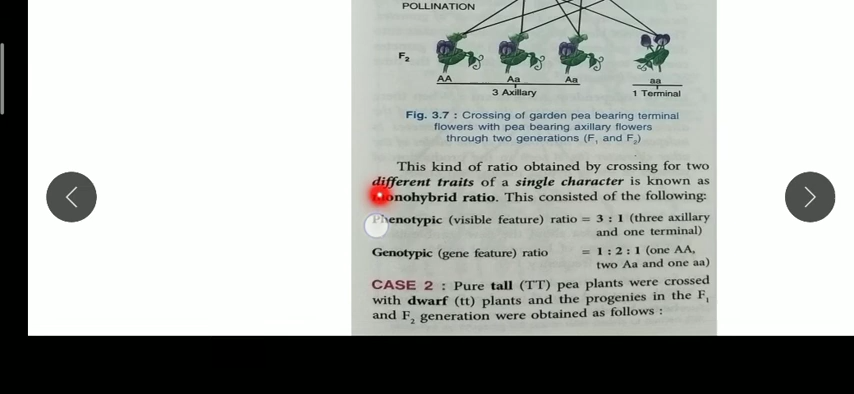 POLLINATION
F2
AA Aa Aa aa
3 Axillary 1 Terminal
Fig. 3.7 : Crossing of garden pea bearing terminal
flowers with pea bearing axillary flowers
through two generations (F1 and F2)
This kind of ratio obtained by crossing for two
different traits of a single character is known as
monohybrid ratio. This consisted of the following:
Phenotypic (visible feature) ratio = 3 : 1 (three axillary
and one terminal)
Genotypic (gene feature) ratio = 1 : 2 : 1 (one AA,
two Aa and one aa)
CASE 2 : Pure tall (TT) pea plants were crossed
with dwarf (tt) plants and the progenies in the F1
and F2 generation were obtained as follows :